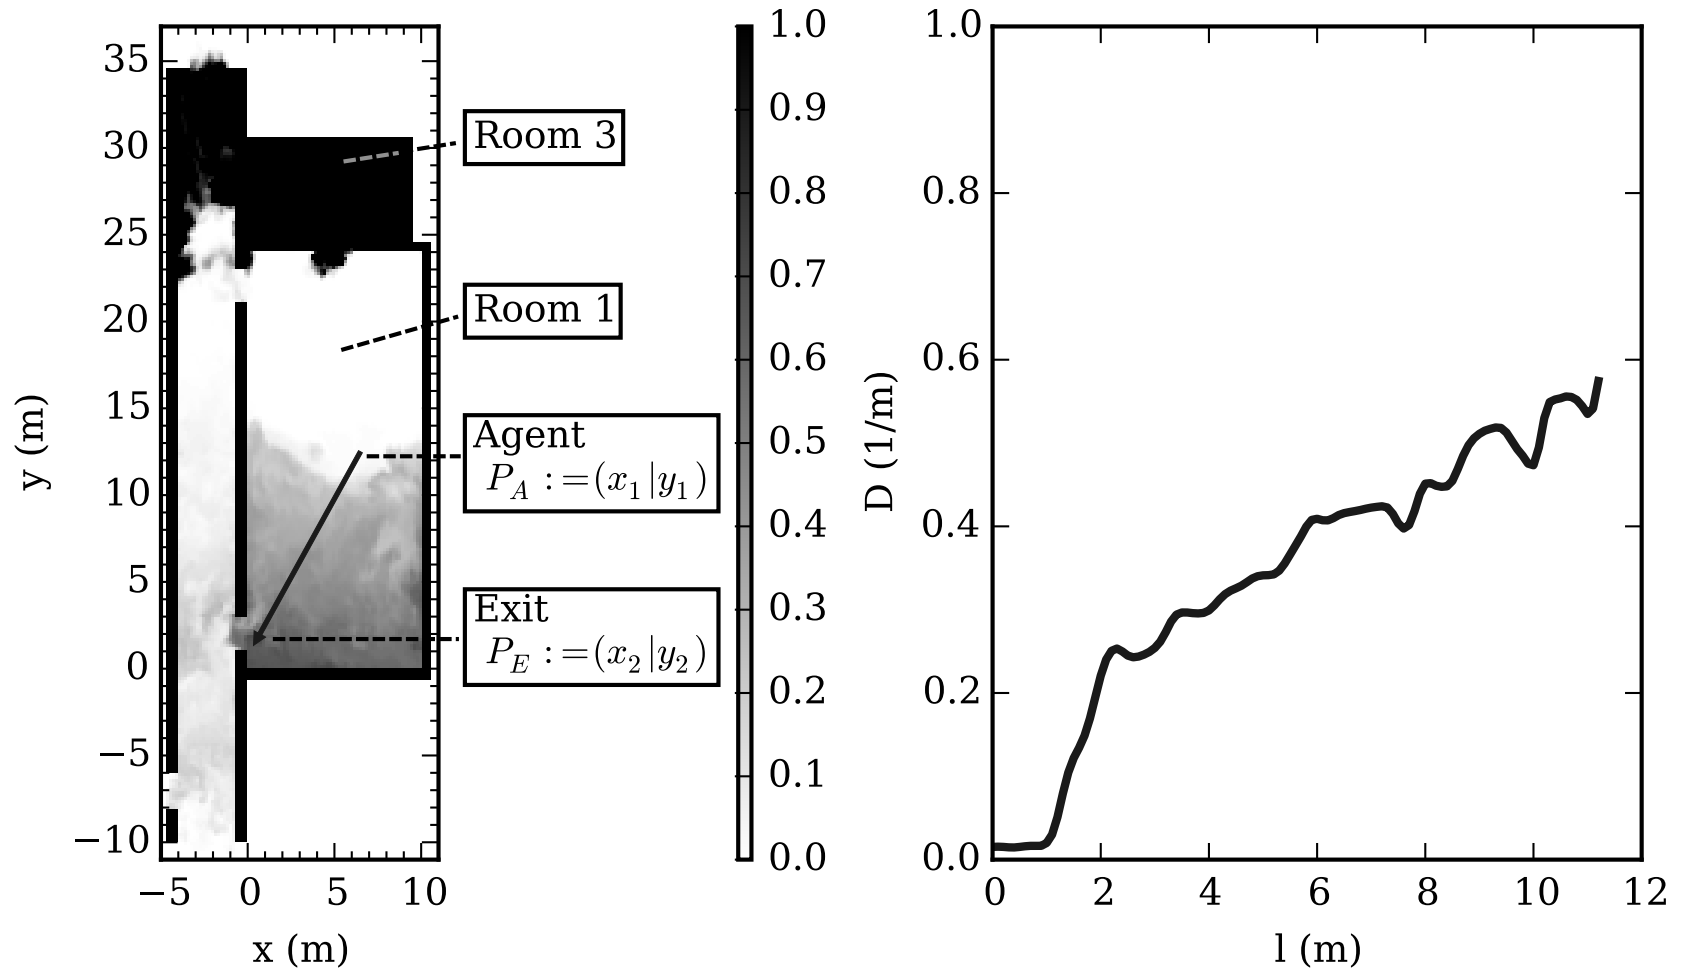 35
30
25
20
15
10
5
0
−5
−10
y (m)
−5 0 5 10
x (m)
Room 3
Room 1
Agent
P_A :=(x_1|y_1)
Exit
P_E :=(x_2|y_2)
1.0
0.9
0.8
0.7
0.6
0.5
0.4
0.3
0.2
0.1
0.0
D (1/m)
1.0
0.8
0.6
0.4
0.2
0.0
0 2 4 6 8 10 12
l (m)